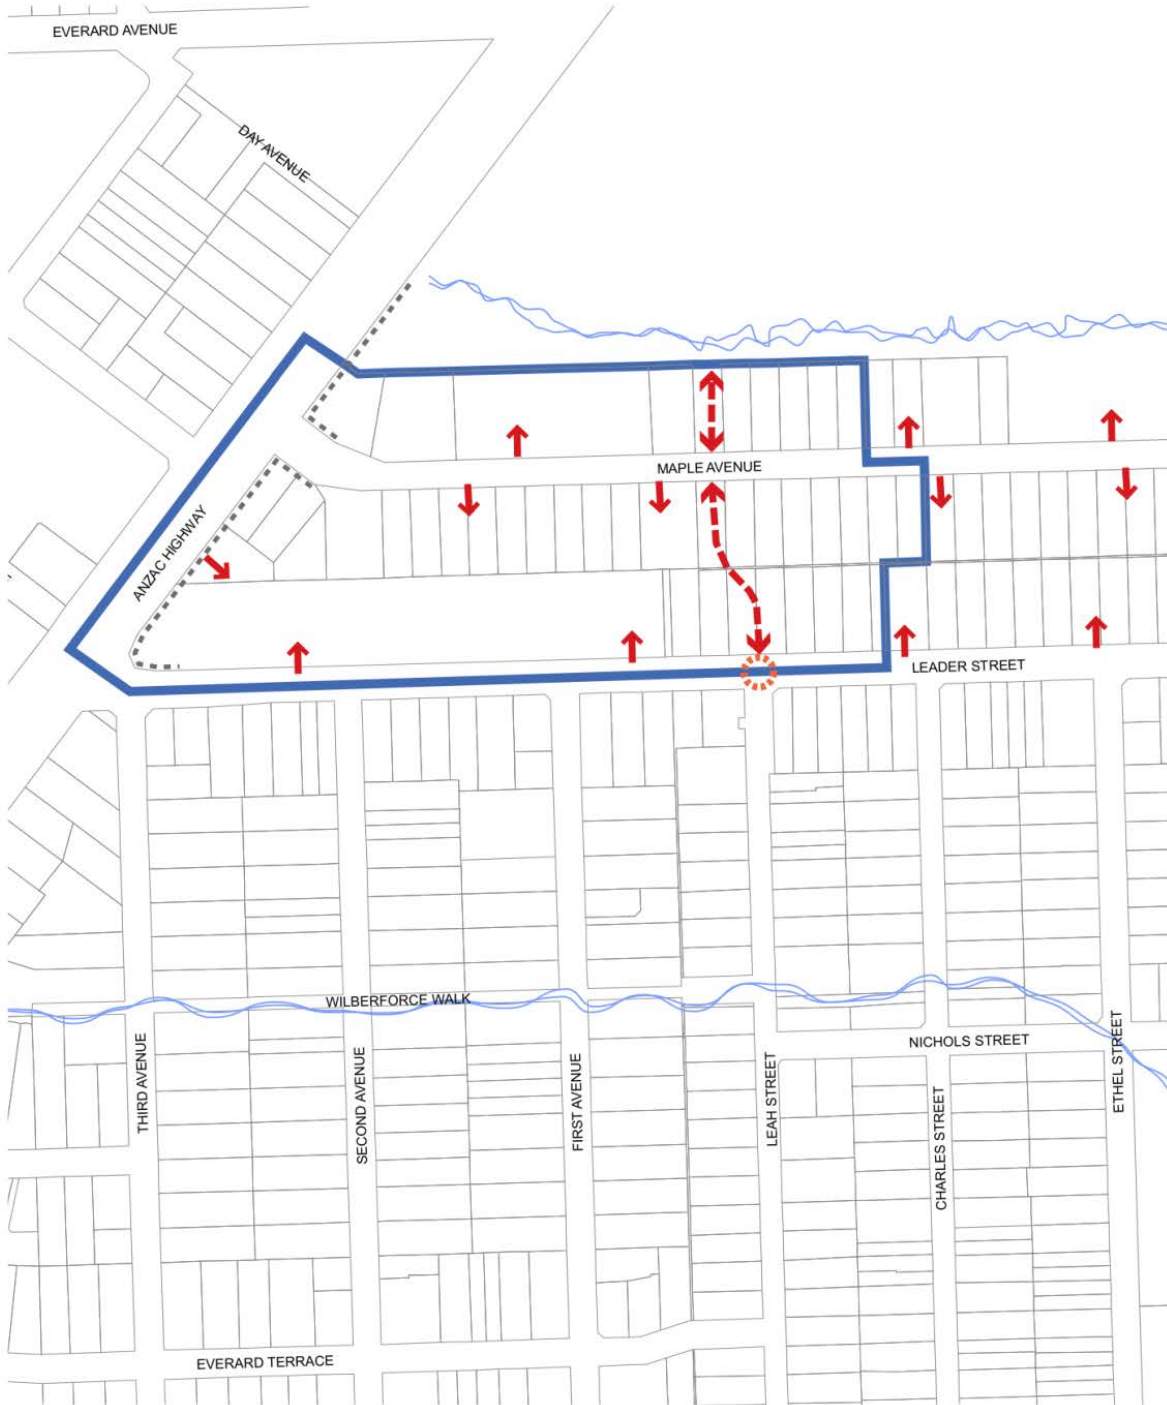 EVERARD AVENUE
DAY AVENUE
MAPLE AVENUE
ANZAC HIGHWAY
LEADER STREET
WILBERFORCE WALK
NICHOLS STREET
THIRD AVENUE
SECOND AVENUE
FIRST AVENUE
LEAH STREET
CHARLES STREET
ETHEL STREET
EVERARD TERRACE